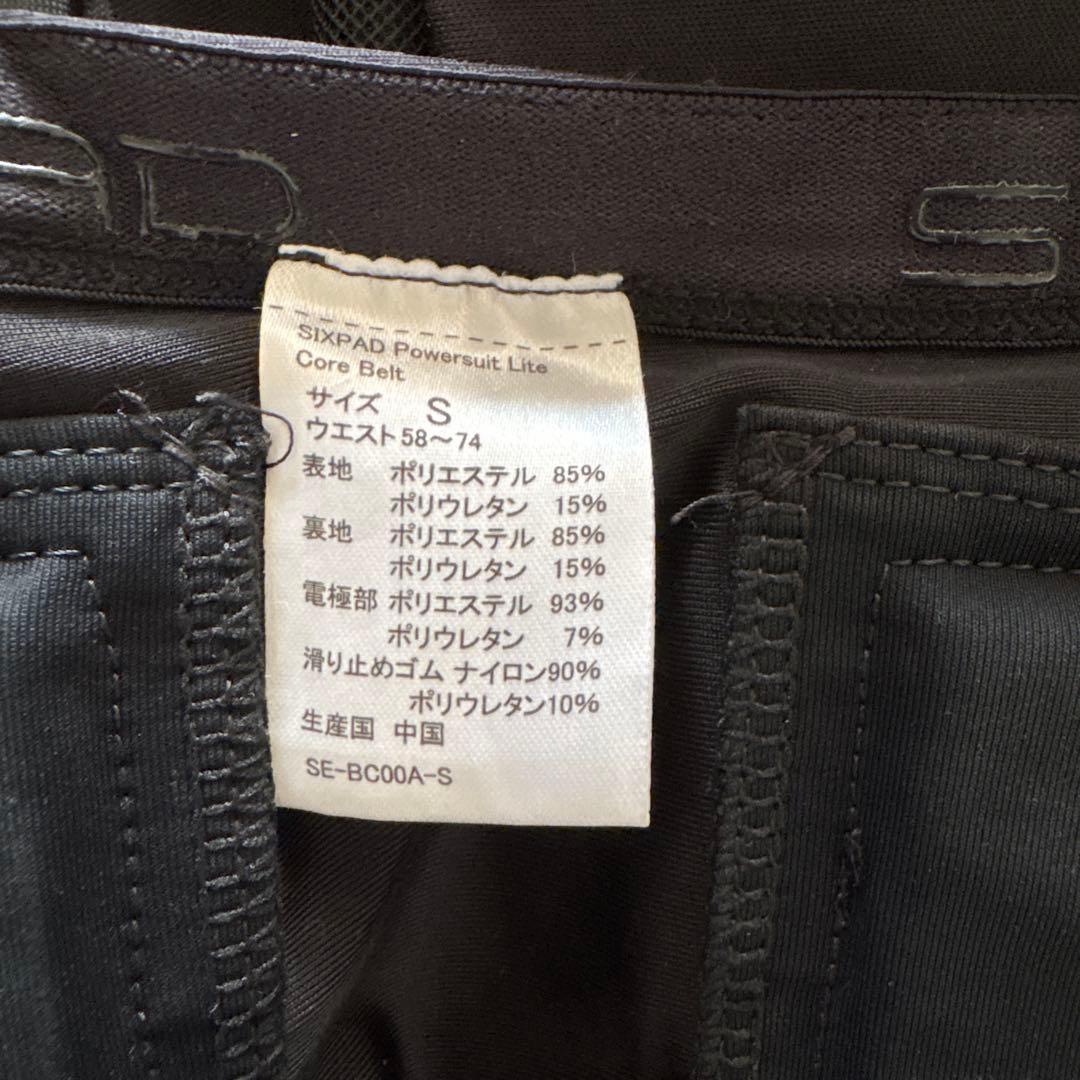 AD S
SIXPAD Powersuit Lite
Core Belt
サイズ S
ウエスト58～74
表地 ポリエステル 85%
ポリウレタン 15%
裏地 ポリエステル 85%
ポリウレタン 15%
電極部 ポリエステル 93%
ポリウレタン 7%
滑り止めゴム ナイロン90%
ポリウレタン10%
生産国 中国
SE-BC00A-S